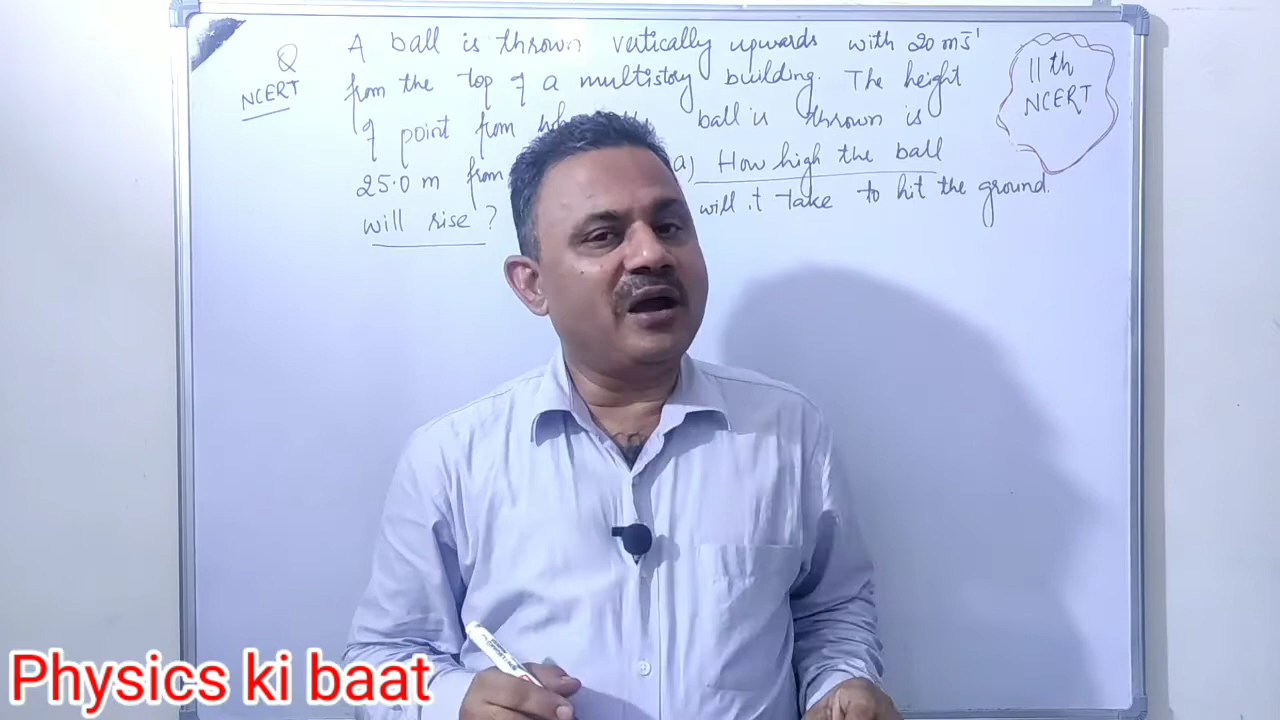 Q A ball is thrown vertically upwards with 20 ms⁻¹
NCERT from the top of a multistory building. The height
of point from ball is thrown is
25.0 m from a) How high the ball
will rise? will it take to hit the ground.
11th
NCERT
Physics ki baat